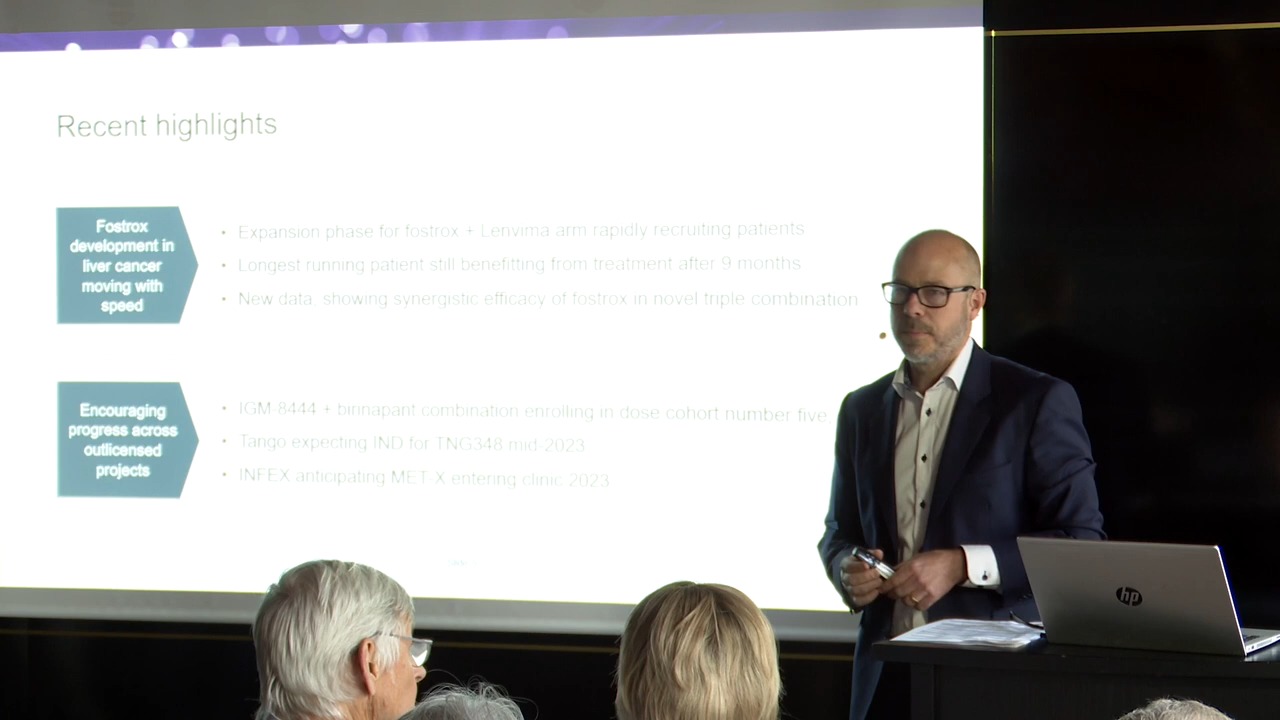 Recent highlights
Fostrox
development in
liver cancer
moving with
speed
• Expansion phase for fostrox + Lenvima arm rapidly recruiting patients
• Longest running patient still benefitting from treatment after 9 months
• New data, showing synergistic efficacy of fostrox in novel triple combination
Encouraging
progress across
outlicensed
projects
• IGM-8444 + birinapant combination enrolling in dose cohort number five
• Tango expecting IND for TNG348 mid-2023
• INFEX anticipating MET-X entering clinic 2023
hp